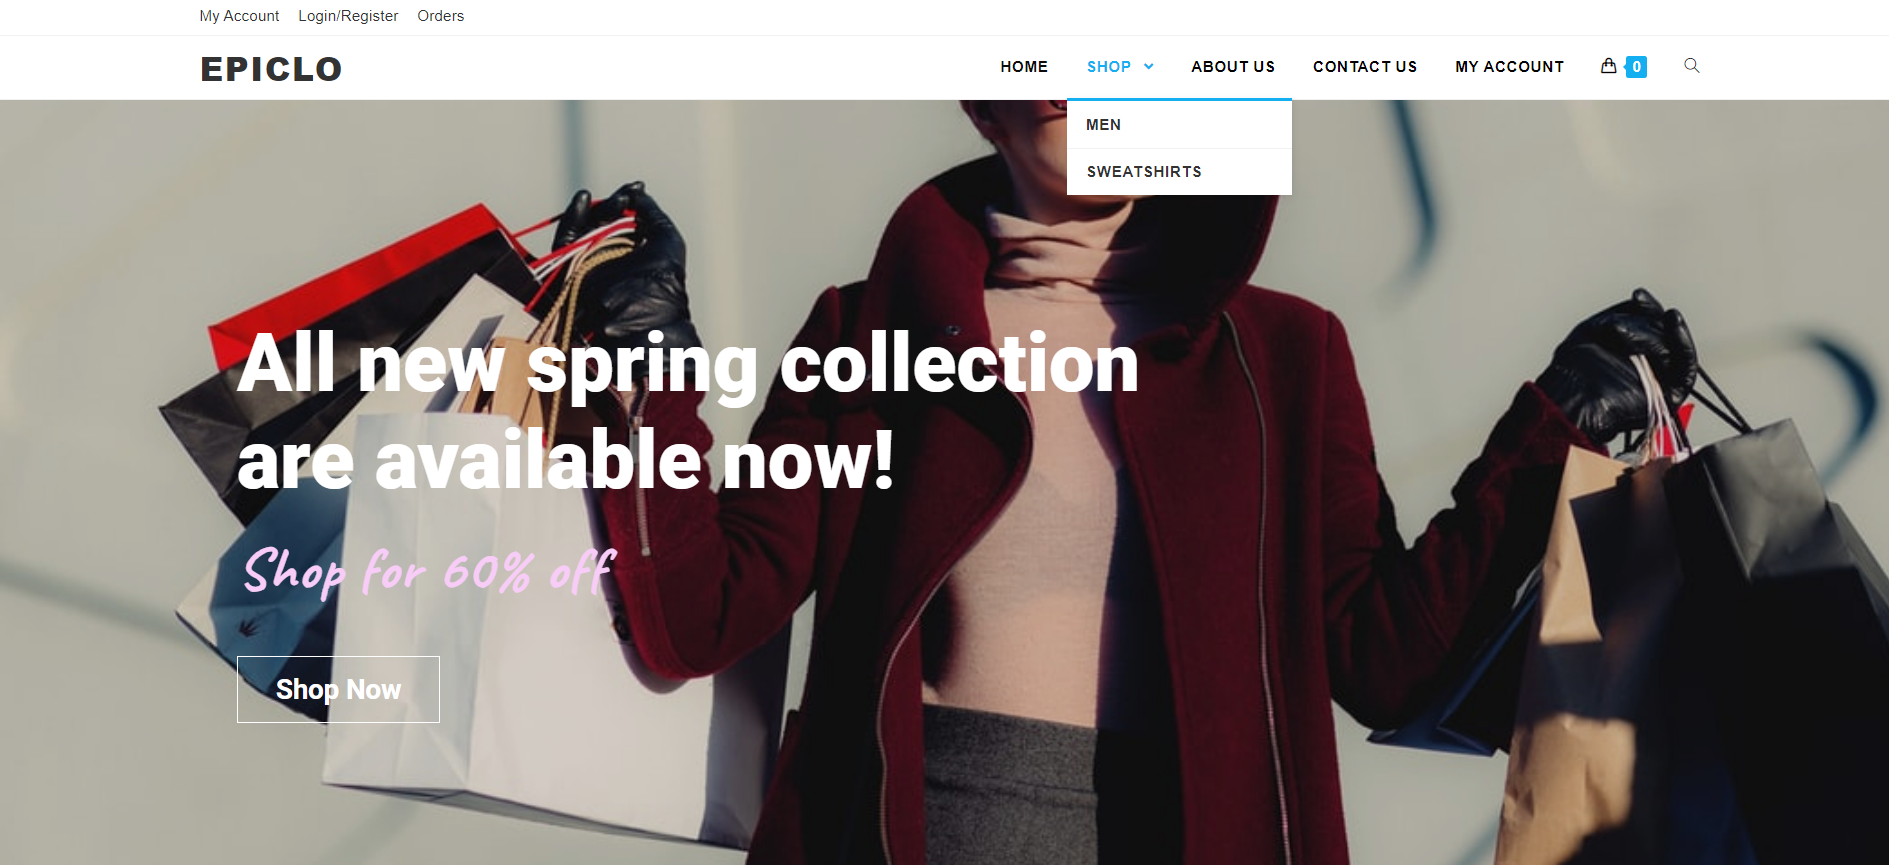 My Account Login/Register Orders
EPICLO
HOME SHOP ABOUT US CONTACT US MY ACCOUNT 0
MEN
SWEATSHIRTS
All new spring collection
are available now!
Shop for 60% off
Shop Now